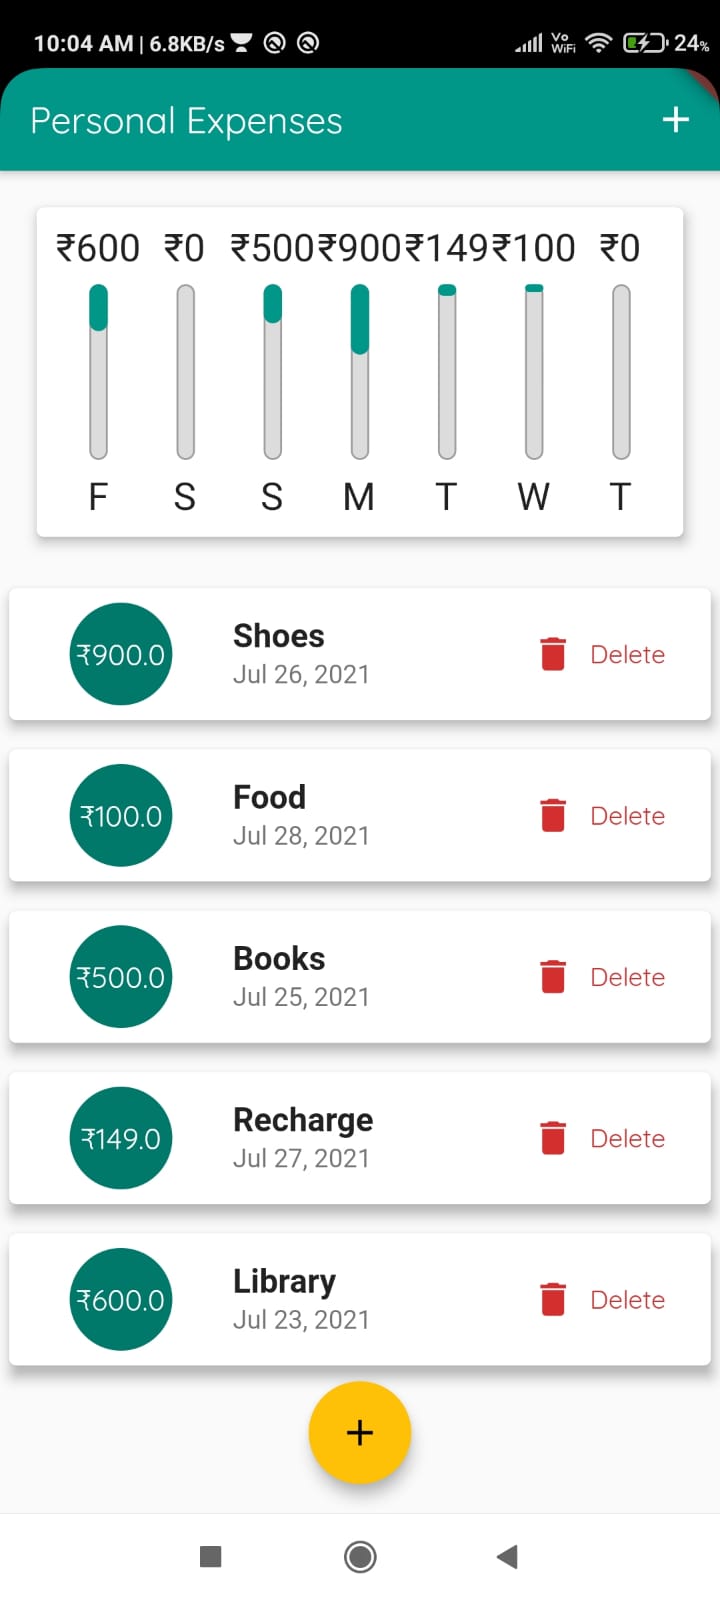 10:04 AM | 6.8KB/s Vo WiFi 24%
Personal Expenses +
₹600 ₹0 ₹500 ₹900 ₹149 ₹100 ₹0
F S S M T W T
₹900.0 Shoes Delete
Jul 26, 2021
₹100.0 Food Delete
Jul 28, 2021
₹500.0 Books Delete
Jul 25, 2021
₹149.0 Recharge Delete
Jul 27, 2021
₹600.0 Library Delete
Jul 23, 2021
+